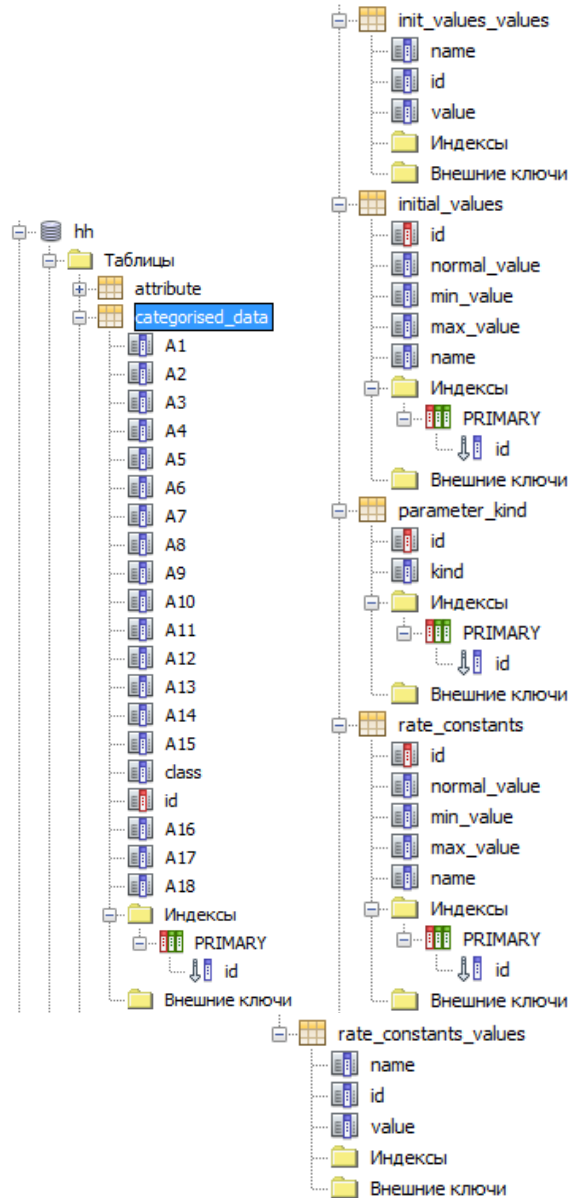 hh
Таблицы
attribute
categorised_data
A1
A2
A3
A4
A5
A6
A7
A8
A9
A10
A11
A12
A13
A14
A15
class
id
A16
A17
A18
Индексы
PRIMARY
id
Внешние ключи
init_values_values
name
id
value
Индексы
Внешние ключи
initial_values
id
normal_value
min_value
max_value
name
Индексы
PRIMARY
id
Внешние ключи
parameter_kind
id
kind
Индексы
PRIMARY
id
Внешние ключи
rate_constants
id
normal_value
min_value
max_value
name
Индексы
PRIMARY
id
Внешние ключи
rate_constants_values
name
id
value
Индексы
Внешние ключи